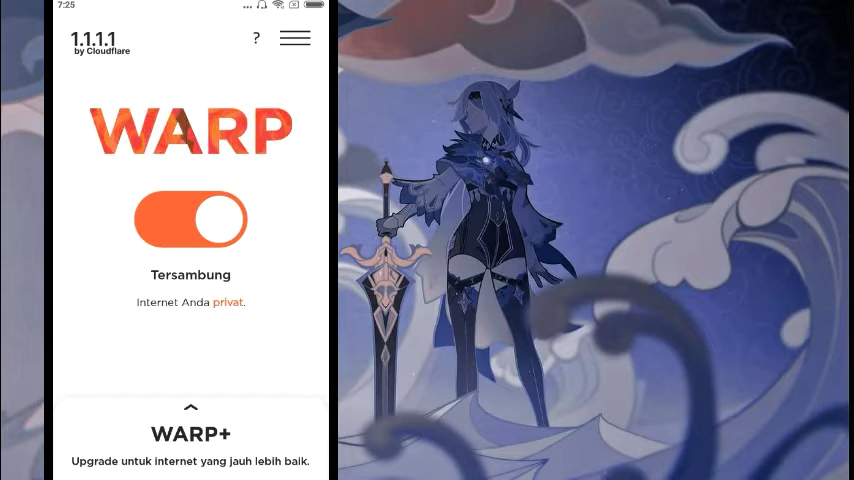 7:25
1.1.1.1
?
by Cloudflare
WARP
Tersambung
Internet Anda privat.
WARP+
Upgrade untuk internet yang jauh lebih baik.